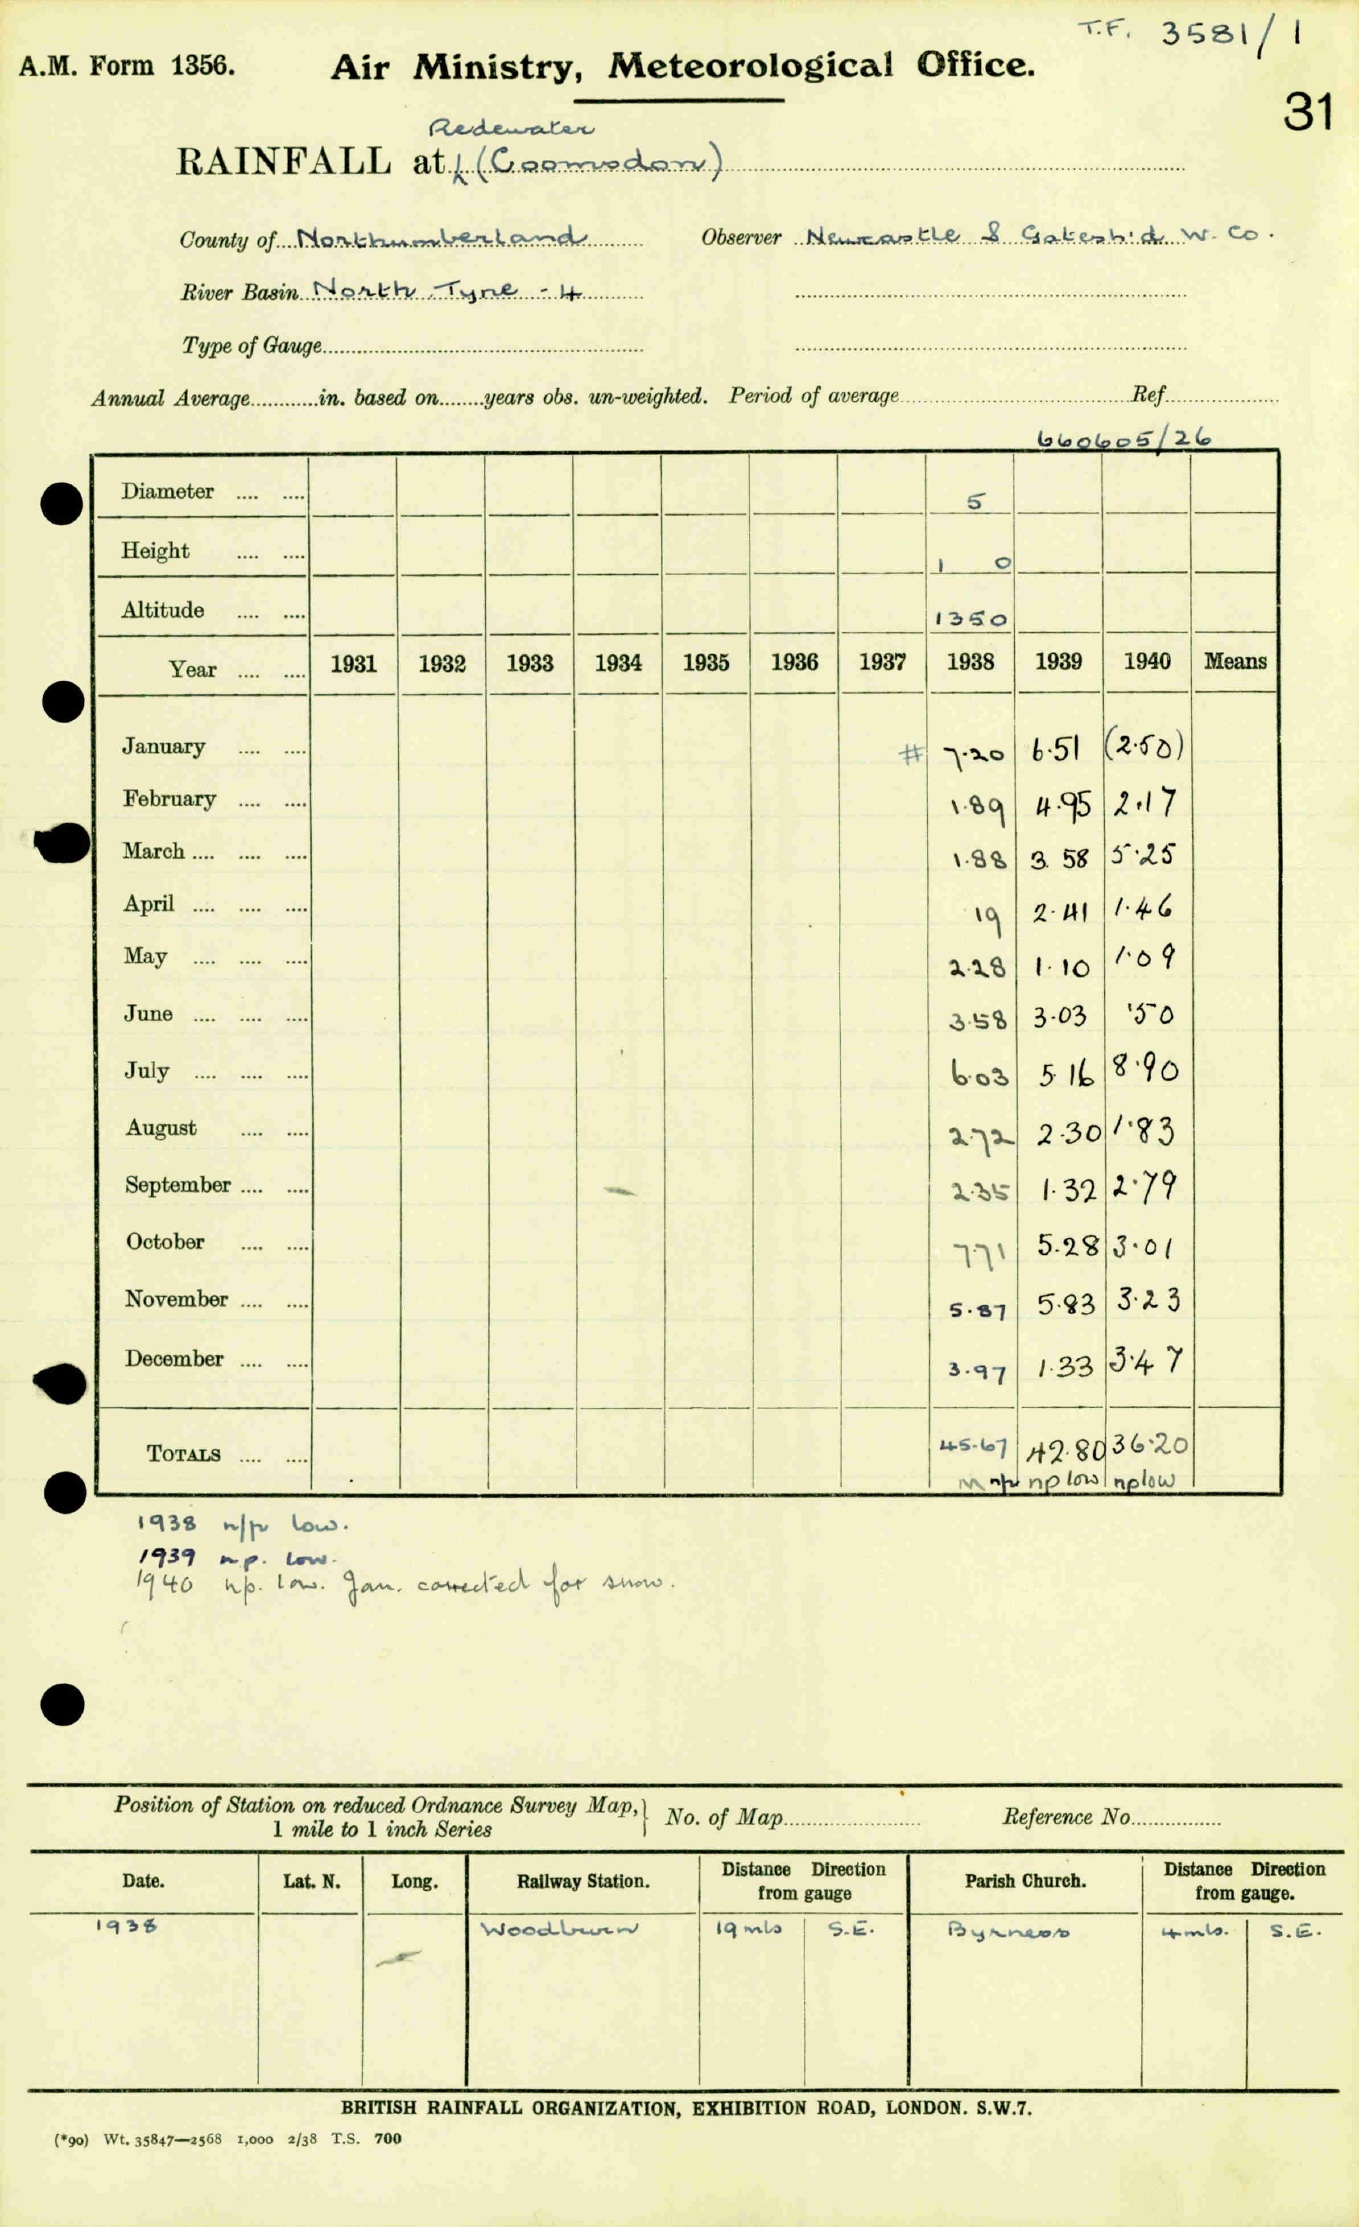 T.F. 3581/1
A.M. Form 1356. Air Ministry, Meteorological Office.
31
Redewater
RAINFALL at (Coomsdon)
County of Northumberland Observer Newcastle & Gatesh'd W. Co.
River Basin North Tyne - 4
Type of Gauge
Annual Average in. based on years obs. un-weighted. Period of average Ref.
660605/26
Diameter .... .... 5
Height .... .... 1 0
Altitude .... .... 1350
Year .... .... 1931 1932 1933 1934 1935 1936 1937 1938 1939 1940 Means
January .... .... # 7.20 6.51 (2.50)
February .... .... 1.89 4.95 2.17
March .... .... .... 1.88 3.58 5.25
April .... .... .... 19 2.41 1.46
May .... .... .... 2.28 1.10 1.09
June .... .... .... 3.58 3.03 .50
July .... .... .... 6.03 5.16 8.90
August .... .... 2.72 2.30 1.83
September .... .... 2.35 1.32 2.79
October .... .... 7.71 5.28 3.01
November .... .... 5.87 5.83 3.23
December .... .... 3.97 1.33 3.47
TOTALS .... .... 45.67 42.80 36.20
np low np low
1938 n/p low.
1939 np. low.
1940 np. low. Jan. corrected for snow.
Position of Station on reduced Ordnance Survey Map, No. of Map Reference No.
1 mile to 1 inch Series
Date. Lat. N. Long. Railway Station. Distance Direction from gauge Parish Church. Distance Direction from gauge.
1938 Woodburn 19 mls S.E. Byrness 4 mls. S.E.
BRITISH RAINFALL ORGANIZATION, EXHIBITION ROAD, LONDON. S.W.7.
(*90) Wt. 35847—2568 1,000 2/38 T.S. 700